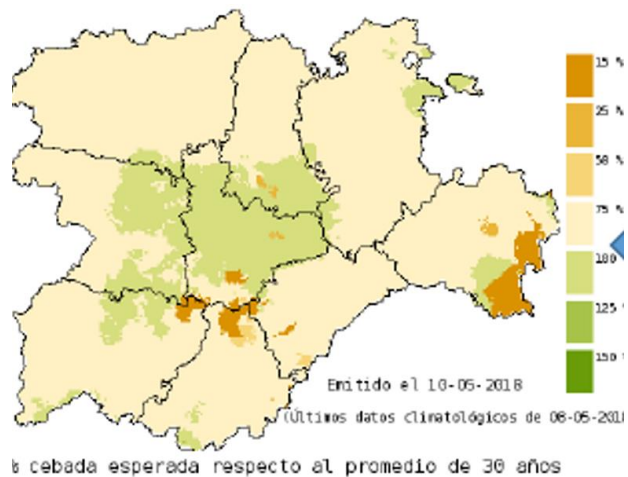 15 %
25 %
50 %
75 %
100
125
150
Emitido el 10-05-2018
(Últimos datos climatológicos de 08-05-2018
% cebada esperada respecto al promedio de 30 años